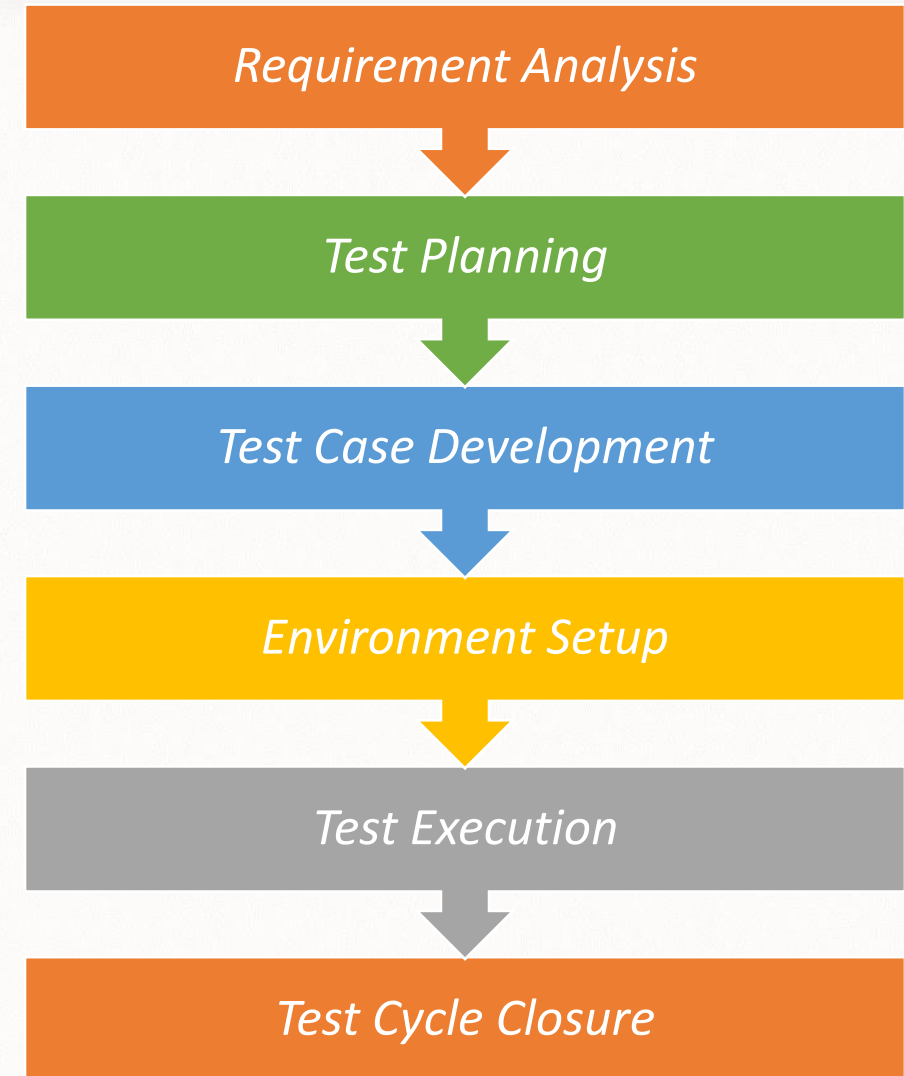 Requirement Analysis
Test Planning
Test Case Development
Environment Setup
Test Execution
Test Cycle Closure